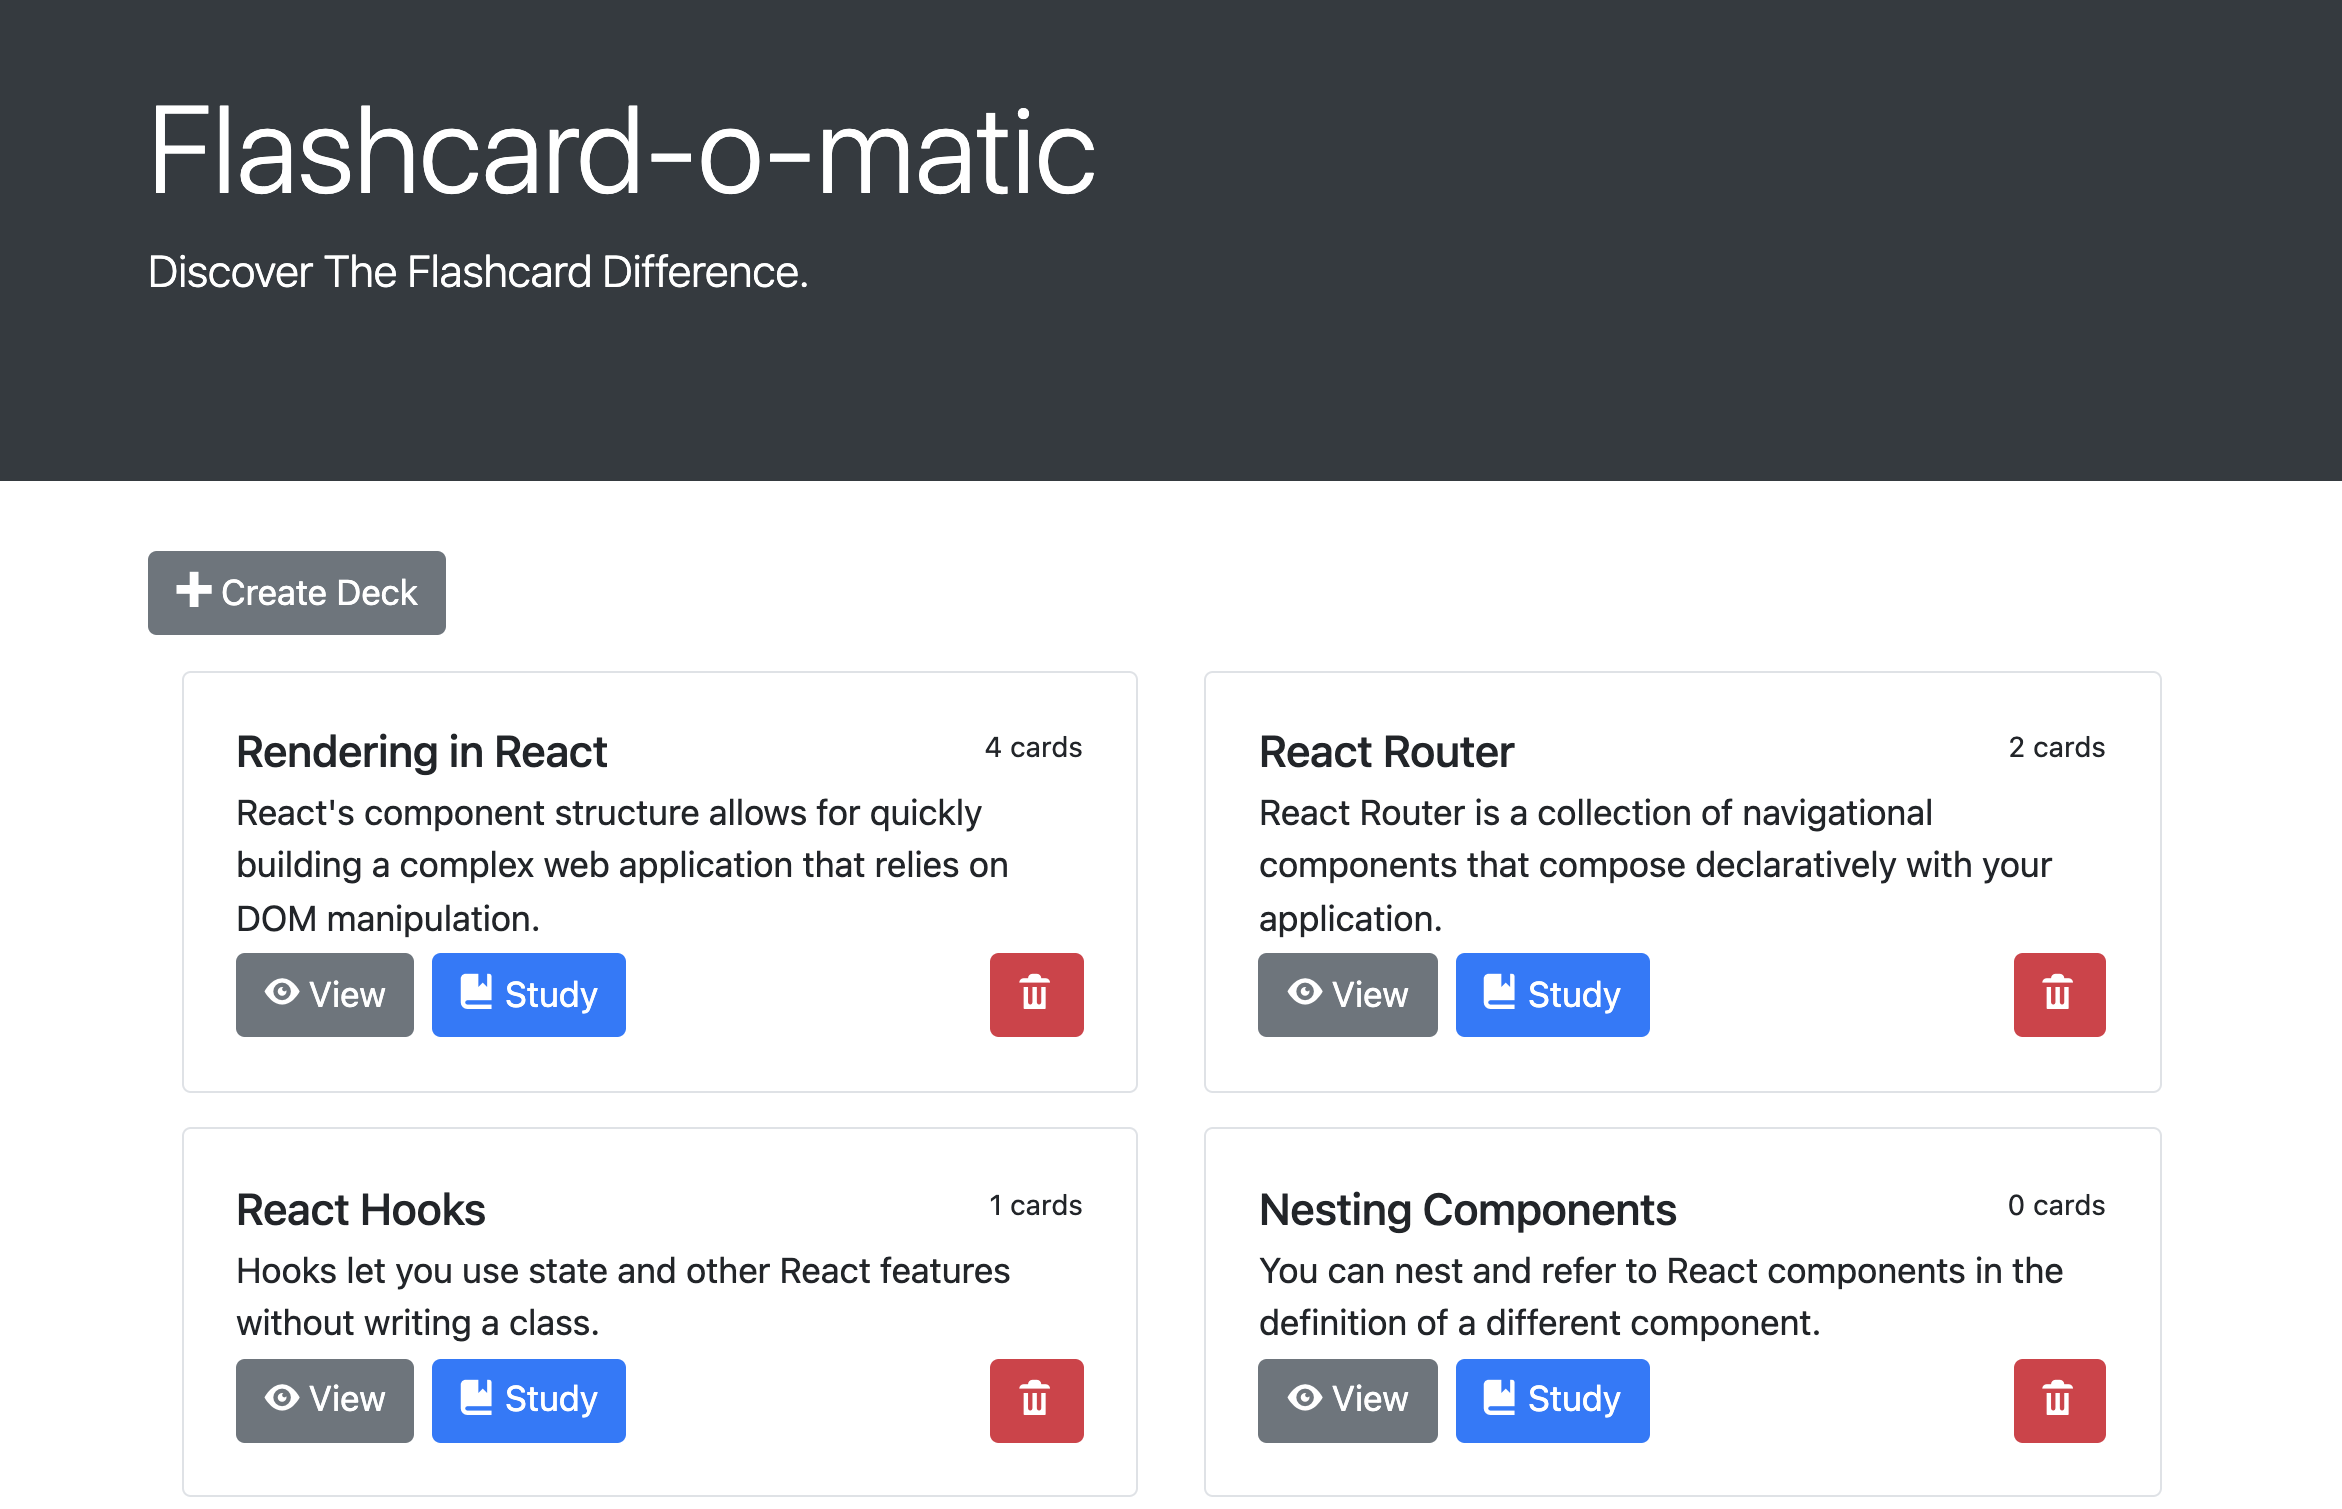 Flashcard-o-matic
Discover The Flashcard Difference.
Create Deck
Rendering in React
4 cards
React's component structure allows for quickly
building a complex web application that relies on
DOM manipulation.
View
Study
React Router
2 cards
React Router is a collection of navigational
components that compose declaratively with your
application.
View
Study
React Hooks
1 cards
Hooks let you use state and other React features
without writing a class.
View
Study
Nesting Components
0 cards
You can nest and refer to React components in the
definition of a different component.
View
Study